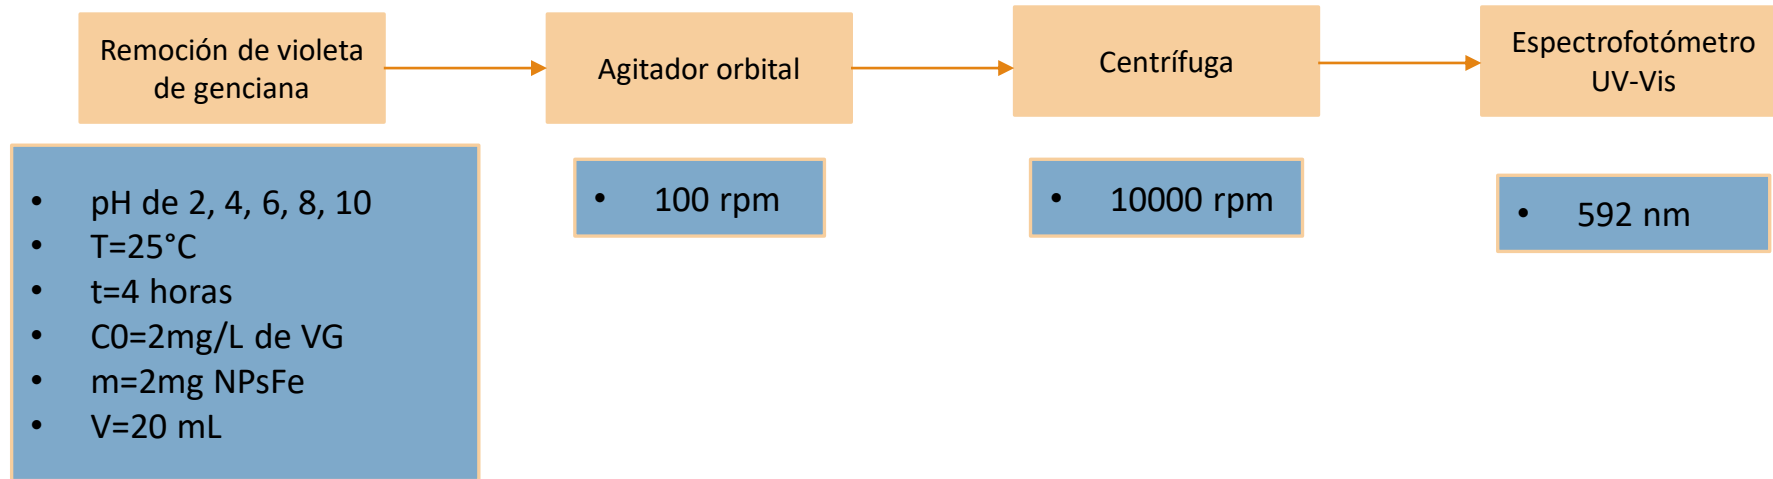 Remoción de violeta
de genciana
Agitador orbital
Centrífuga
Espectrofotómetro
UV-Vis
• pH de 2, 4, 6, 8, 10
• T=25°C
• t=4 horas
• C0=2mg/L de VG
• m=2mg NPsFe
• V=20 mL
• 100 rpm
• 10000 rpm
• 592 nm